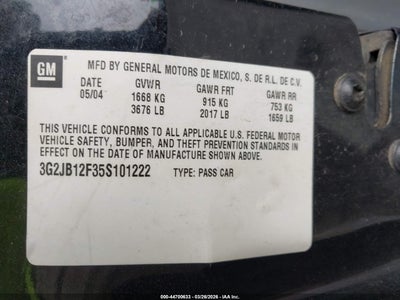 GM
MFD BY GENERAL MOTORS DE MEXICO, S. DE R.L. DE C.V.
DATE GVWR GAWR FRT GAWR RR
05/04 1668 KG 915 KG 753 KG
3676 LB 2017 LB 1659 LB
THIS VEHICLE CONFORMS TO ALL APPLICABLE U.S. FEDERAL MOTOR
VEHICLE SAFETY, BUMPER, AND THEFT PREVENTION STANDARDS
IN EFFECT ON THE DATE OF MANUFACTURE SHOWN ABOVE.
3G2JB12F35S101222 TYPE: PASS CAR
000-44700633 - 03/26/2026 - IAA Inc.